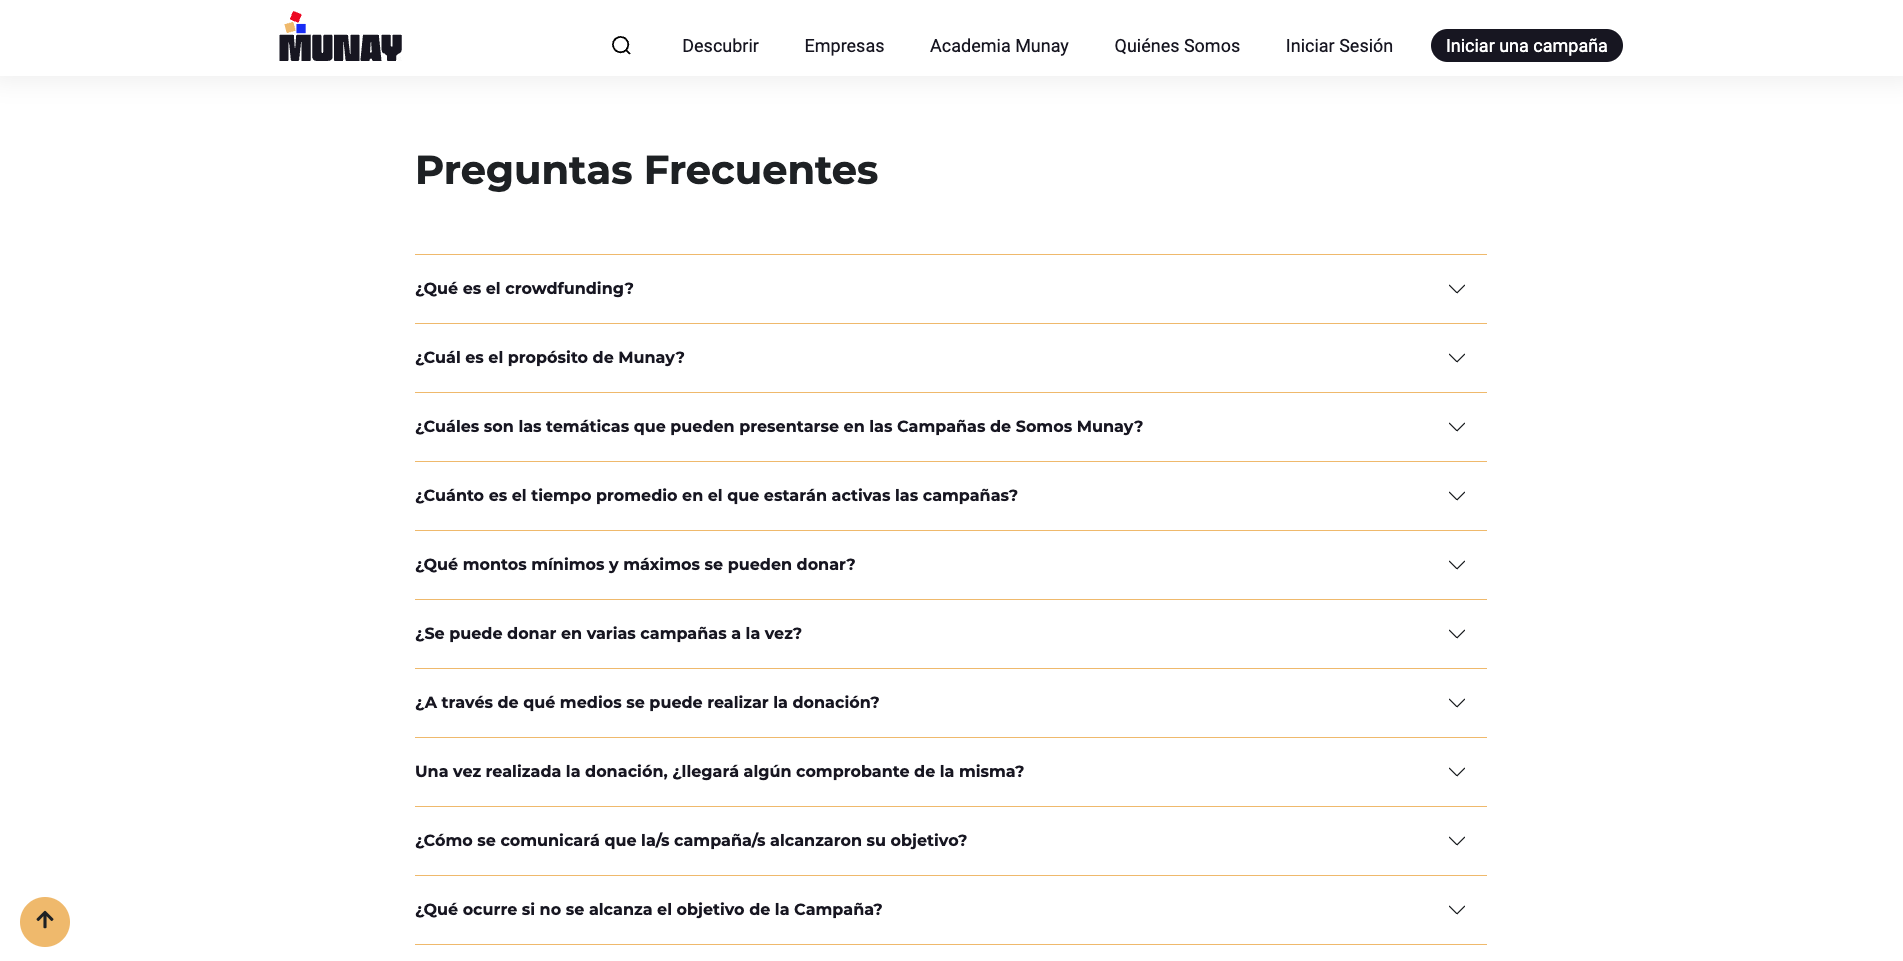 MUNAY
Descubrir
Empresas
Academia Munay
Quiénes Somos
Iniciar Sesión
Iniciar una campaña
Preguntas Frecuentes
¿Qué es el crowdfunding?
¿Cuál es el propósito de Munay?
¿Cuáles son las temáticas que pueden presentarse en las Campañas de Somos Munay?
¿Cuánto es el tiempo promedio en el que estarán activas las campañas?
¿Qué montos mínimos y máximos se pueden donar?
¿Se puede donar en varias campañas a la vez?
¿A través de qué medios se puede realizar la donación?
Una vez realizada la donación, ¿llegará algún comprobante de la misma?
¿Cómo se comunicará que la/s campaña/s alcanzaron su objetivo?
¿Qué ocurre si no se alcanza el objetivo de la Campaña?